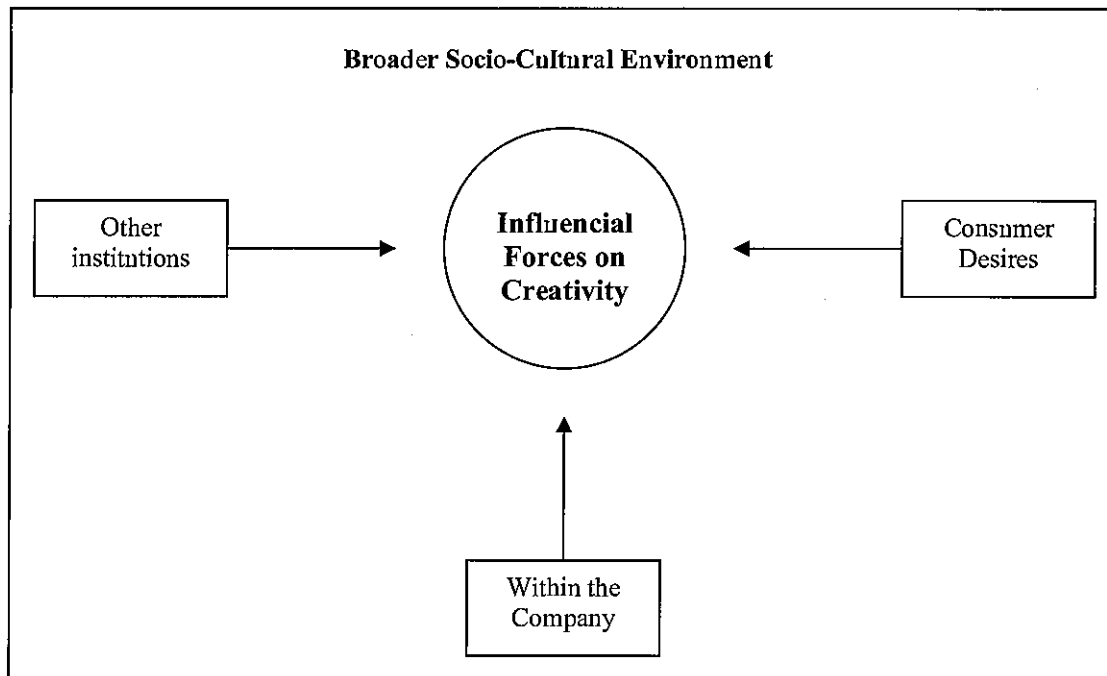 Broader Socio-Cultural Environment
Other
institutions
Influencial
Forces on
Creativity
Consumer
Desires
Within the
Company